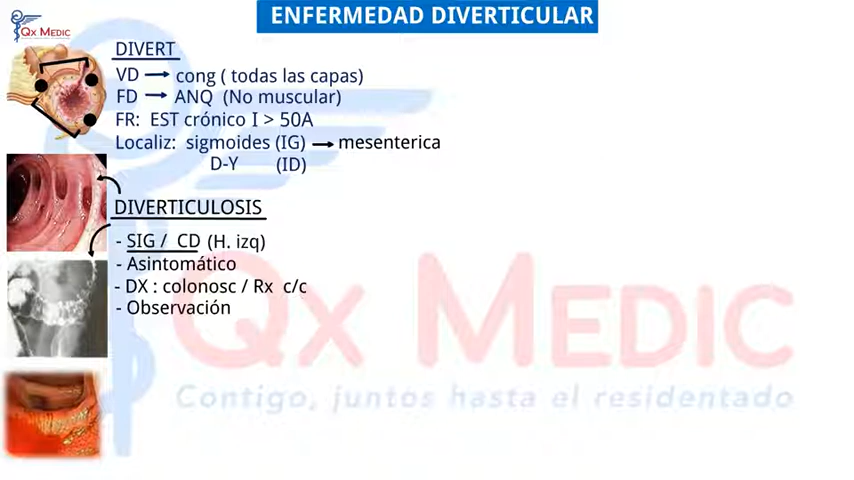 ENFERMEDAD DIVERTICULAR
Qx MEDIC
DIVERT
VD → cong ( todas las capas)
FD → ANQ (No muscular)
FR: EST crónico I > 50A
Localiz: sigmoides (IG) → mesenterica
D-Y (ID)
DIVERTICULOSIS
- SIG / CD (H. izq)
- Asintomático
- DX : colonosc / Rx c/c
- Observación
Qx MEDIC
Contigo, juntos hasta el residentado